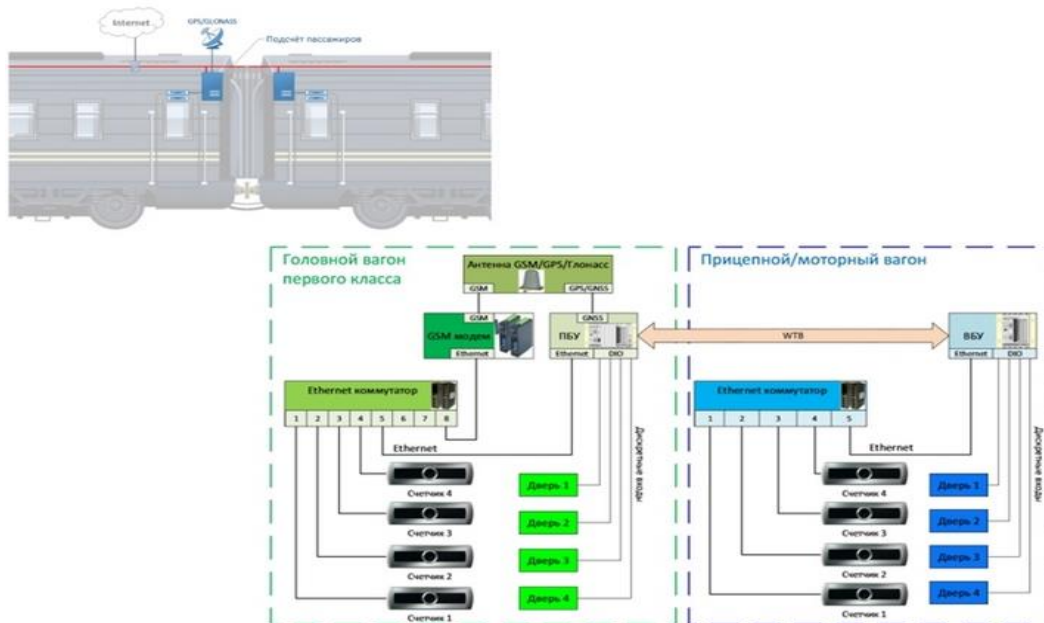 Internet
GPS/GLONASS
Подсчёт пассажиров
Головной вагон
первого класса
Антенна GSM/GPS/Глонасс
GSM
GPS/GNSS
GSM
GSM модем
Ethernet
GNSS
ПБУ
Ethernet
DIO
WTB
Ethernet коммутатор
1 2 3 4 5 6 7 8
Ethernet
Дискретные входы
Счетчик 4
Счетчик 3
Счетчик 2
Счетчик 1
Дверь 1
Дверь 2
Дверь 3
Дверь 4
Прицепной/моторный вагон
ВБУ
Ethernet
DIO
Ethernet коммутатор
1 2 3 4 5
Ethernet
Дискретные входы
Счетчик 4
Счетчик 3
Счетчик 2
Счетчик 1
Дверь 1
Дверь 2
Дверь 3
Дверь 4